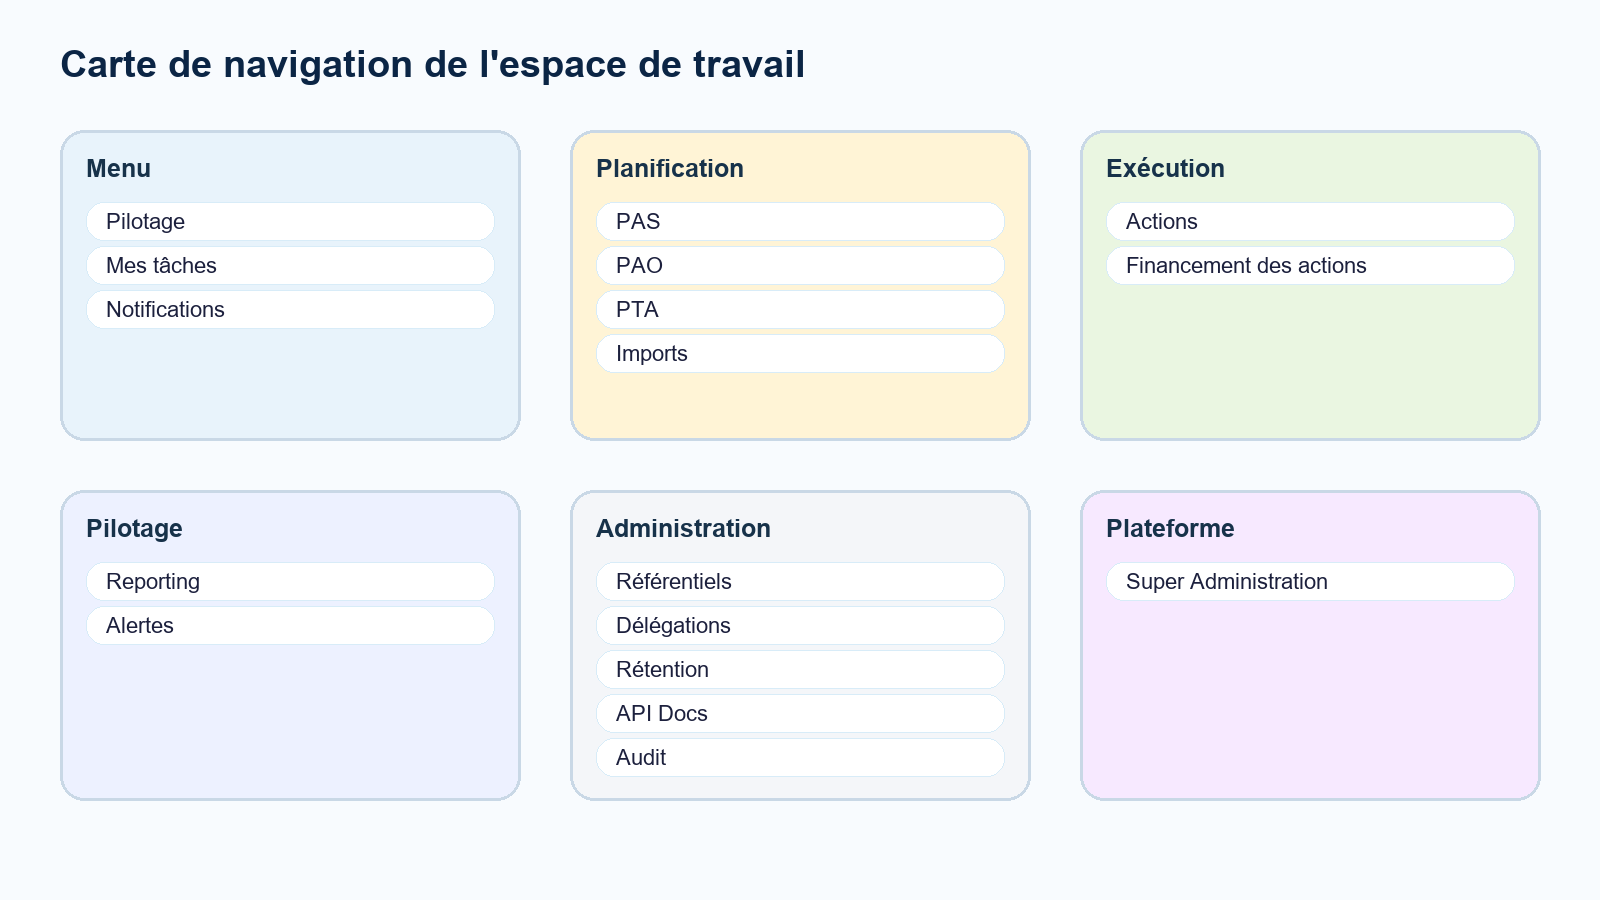 Carte de navigation de l'espace de travail
Menu
Pilotage
Mes tâches
Notifications
Planification
PAS
PAO
PTA
Imports
Exécution
Actions
Financement des actions
Pilotage
Reporting
Alertes
Administration
Référentiels
Délégations
Rétention
API Docs
Audit
Plateforme
Super Administration